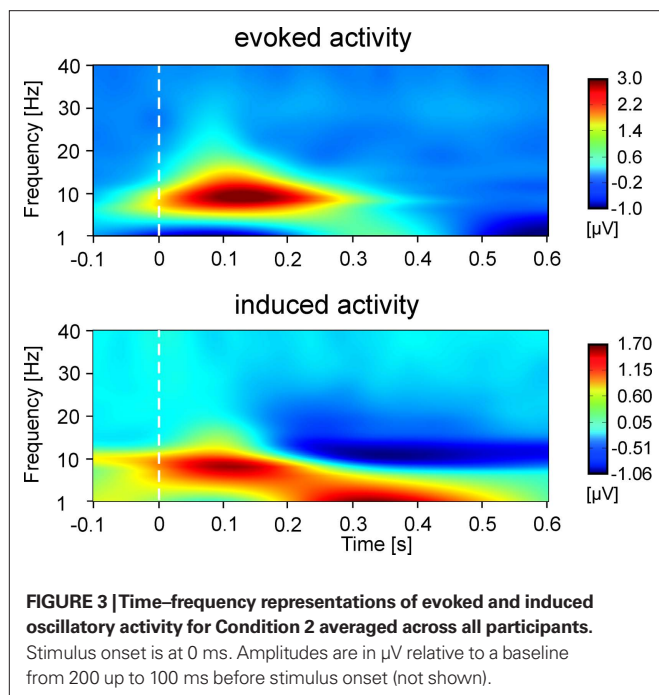 evoked activity
Frequency [Hz]
40
30
20
10
1
-0.1 0 0.1 0.2 0.3 0.4 0.5 0.6
3.0
2.2
1.4
0.6
-0.2
-1.0
[µV]
induced activity
Frequency [Hz]
40
30
20
10
1
-0.1 0 0.1 0.2 0.3 0.4 0.5 0.6
Time [s]
1.70
1.15
0.60
0.05
-0.51
-1.06
[µV]
FIGURE 3 | Time–frequency representations of evoked and induced
oscillatory activity for Condition 2 averaged across all participants.
Stimulus onset is at 0 ms. Amplitudes are in µV relative to a baseline
from 200 up to 100 ms before stimulus onset (not shown).